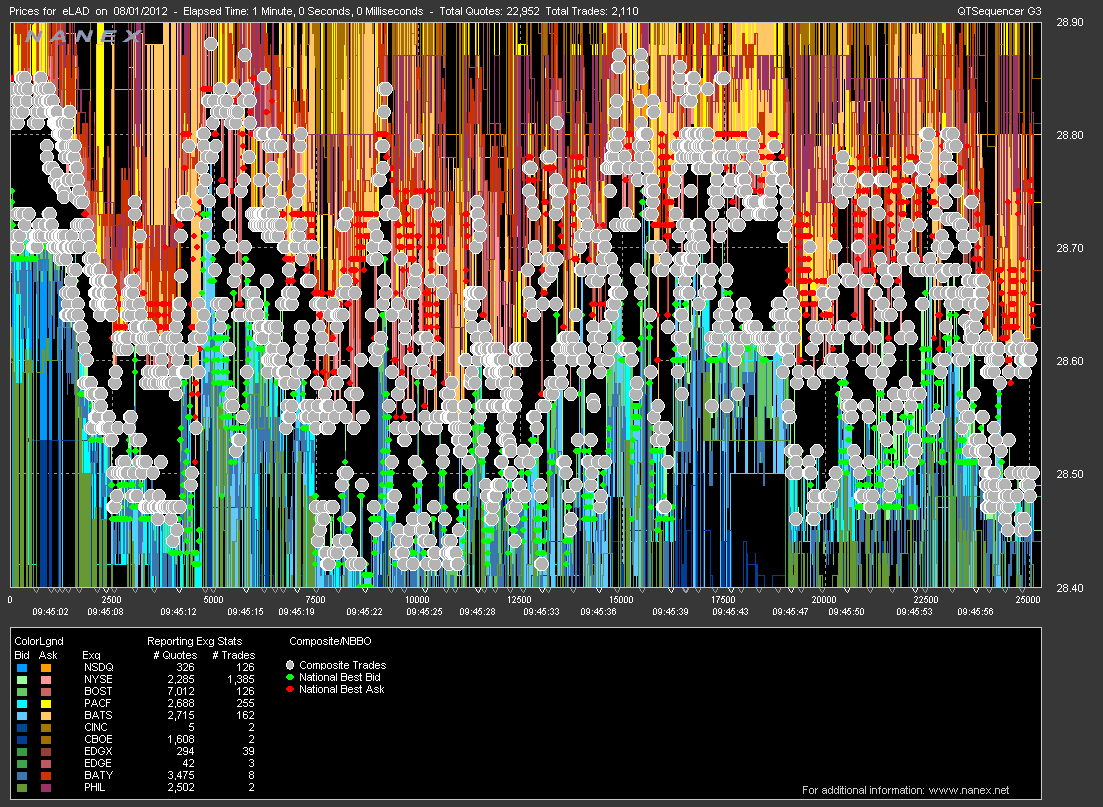 Prices for eLAD on 08/01/2012 - Elapsed Time: 1 Minute, 0 Seconds, 0 Milliseconds - Total Quotes: 22,952 Total Trades: 2,110 QTSequencer G3
NANEX
28.90
28.80
28.70
28.60
28.50
28.40
0 2500 5000 7500 10000 12500 15000 17500 20000 22500 25000
09:45:02 09:45:08 09:45:12 09:45:15 09:45:19 09:45:22 09:45:25 09:45:28 09:45:33 09:45:36 09:45:39 09:45:43 09:45:47 09:45:50 09:45:53 09:45:56
ColorLgnd Reporting Exg Stats Composite/NBBO
Bid Ask Exq # Quotes # Trades
NSDQ 326 126
NYSE 2,285 1,385
BOST 7,012 126
PACF 2,688 255
BATS 2,715 162
CINC 5 2
CBOE 1,608 2
EDGX 294 39
EDGE 42 3
BATY 3,475 8
PHIL 2,502 2
Composite Trades
National Best Bid
National Best Ask
For additional information: www.nanex.net